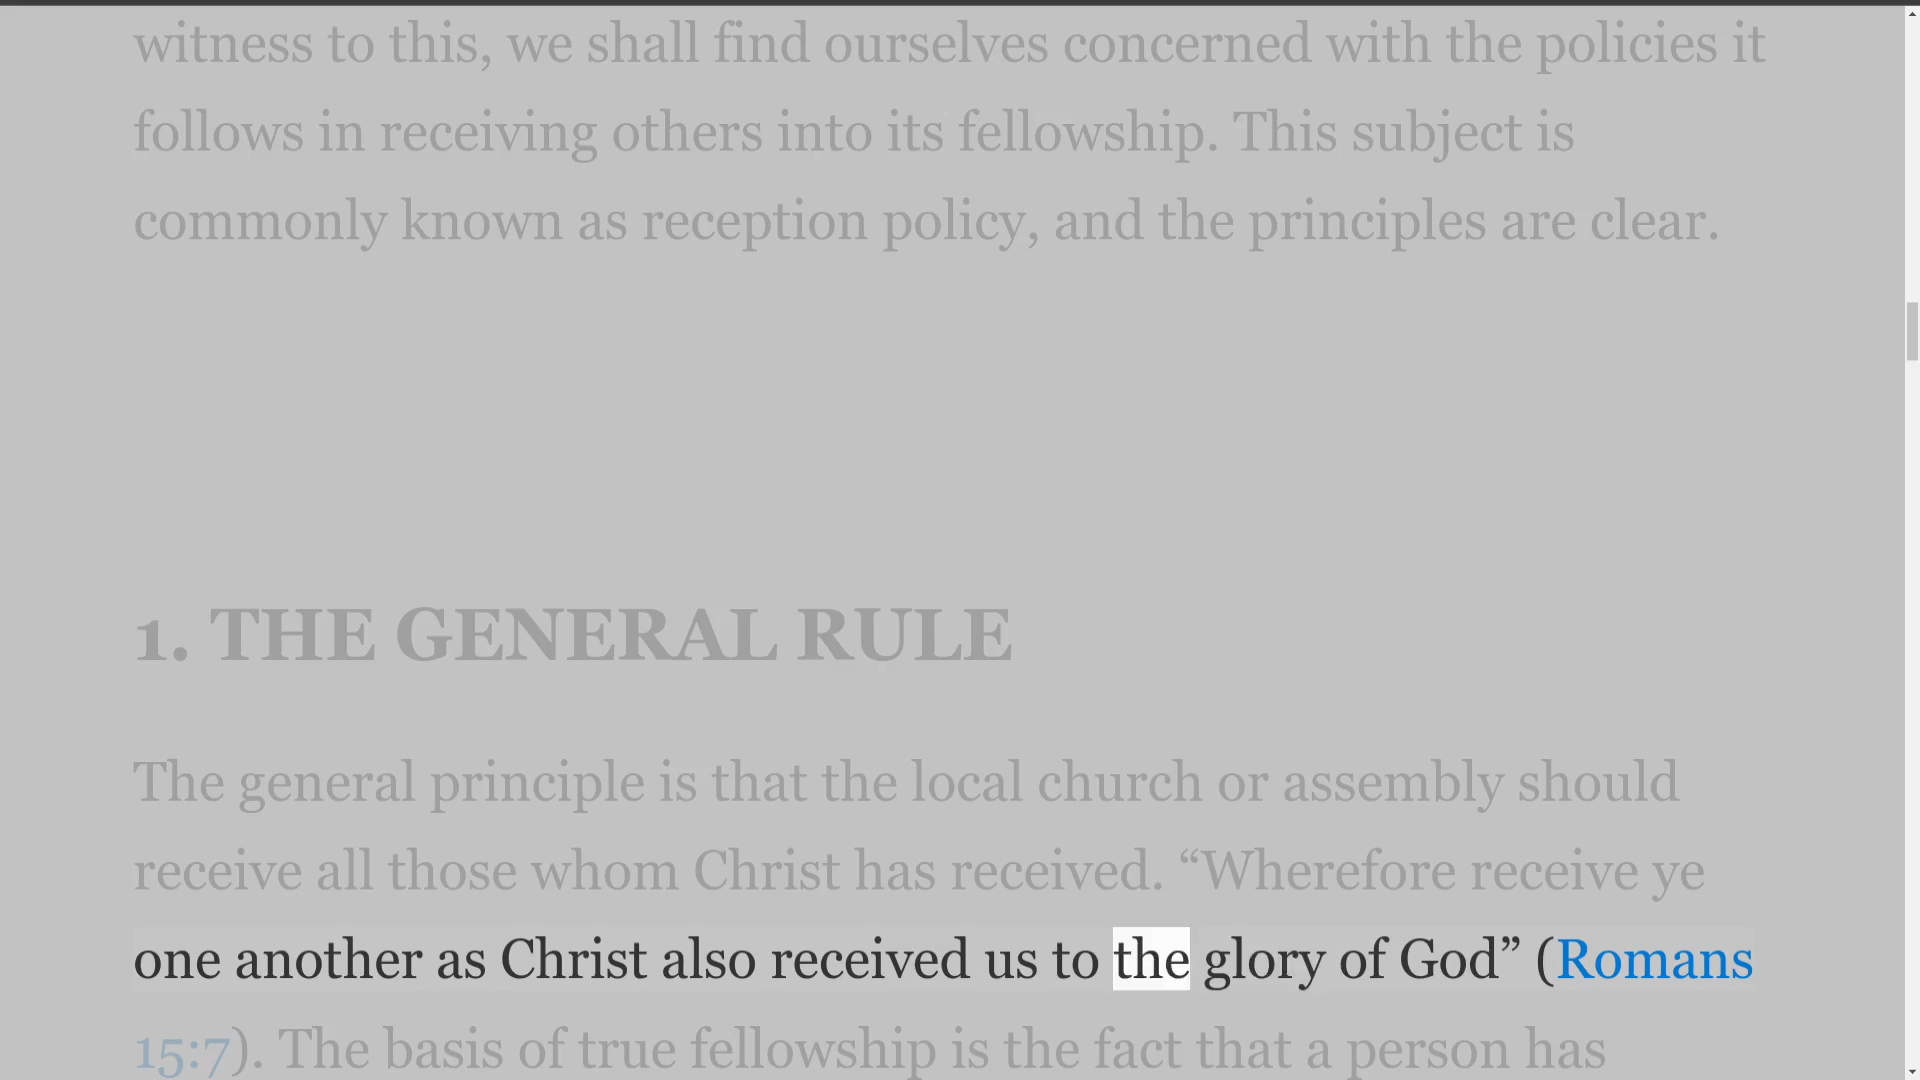 witness to this, we shall find ourselves concerned with the policies it
follows in receiving others into its fellowship. This subject is
commonly known as reception policy, and the principles are clear.
1. THE GENERAL RULE
The general principle is that the local church or assembly should
receive all those whom Christ has received. “Wherefore receive ye
one another as Christ also received us to the glory of God” (Romans
15:7). The basis of true fellowship is the fact that a person has